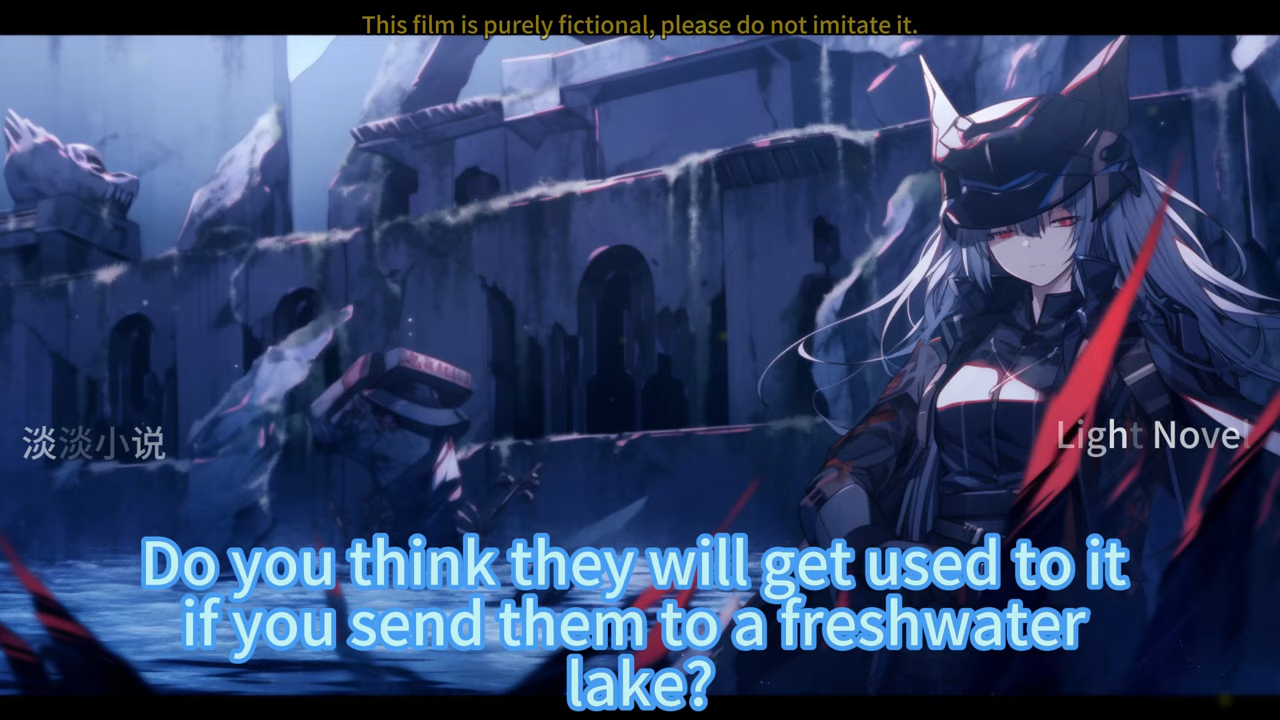 This film is purely fictional, please do not imitate it.
淡淡小说
Light Novel
Do you think they will get used to it
if you send them to a freshwater
lake?